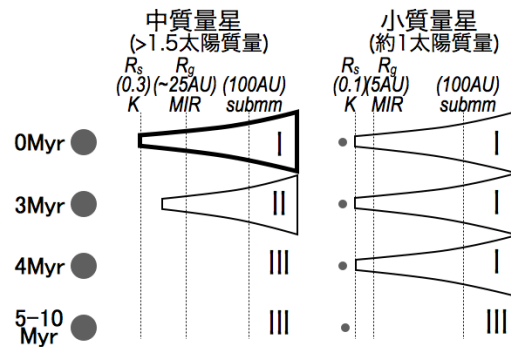 中質量星 小質量星
(>1.5太陽質量) (約1太陽質量)
Rs Rg Rs Rg
(0.3) (~25AU) (100AU) (0.1) (5AU) (100AU)
K MIR submm K MIR submm
0Myr I I
3Myr II I
4Myr III I
5-10 III III
Myr